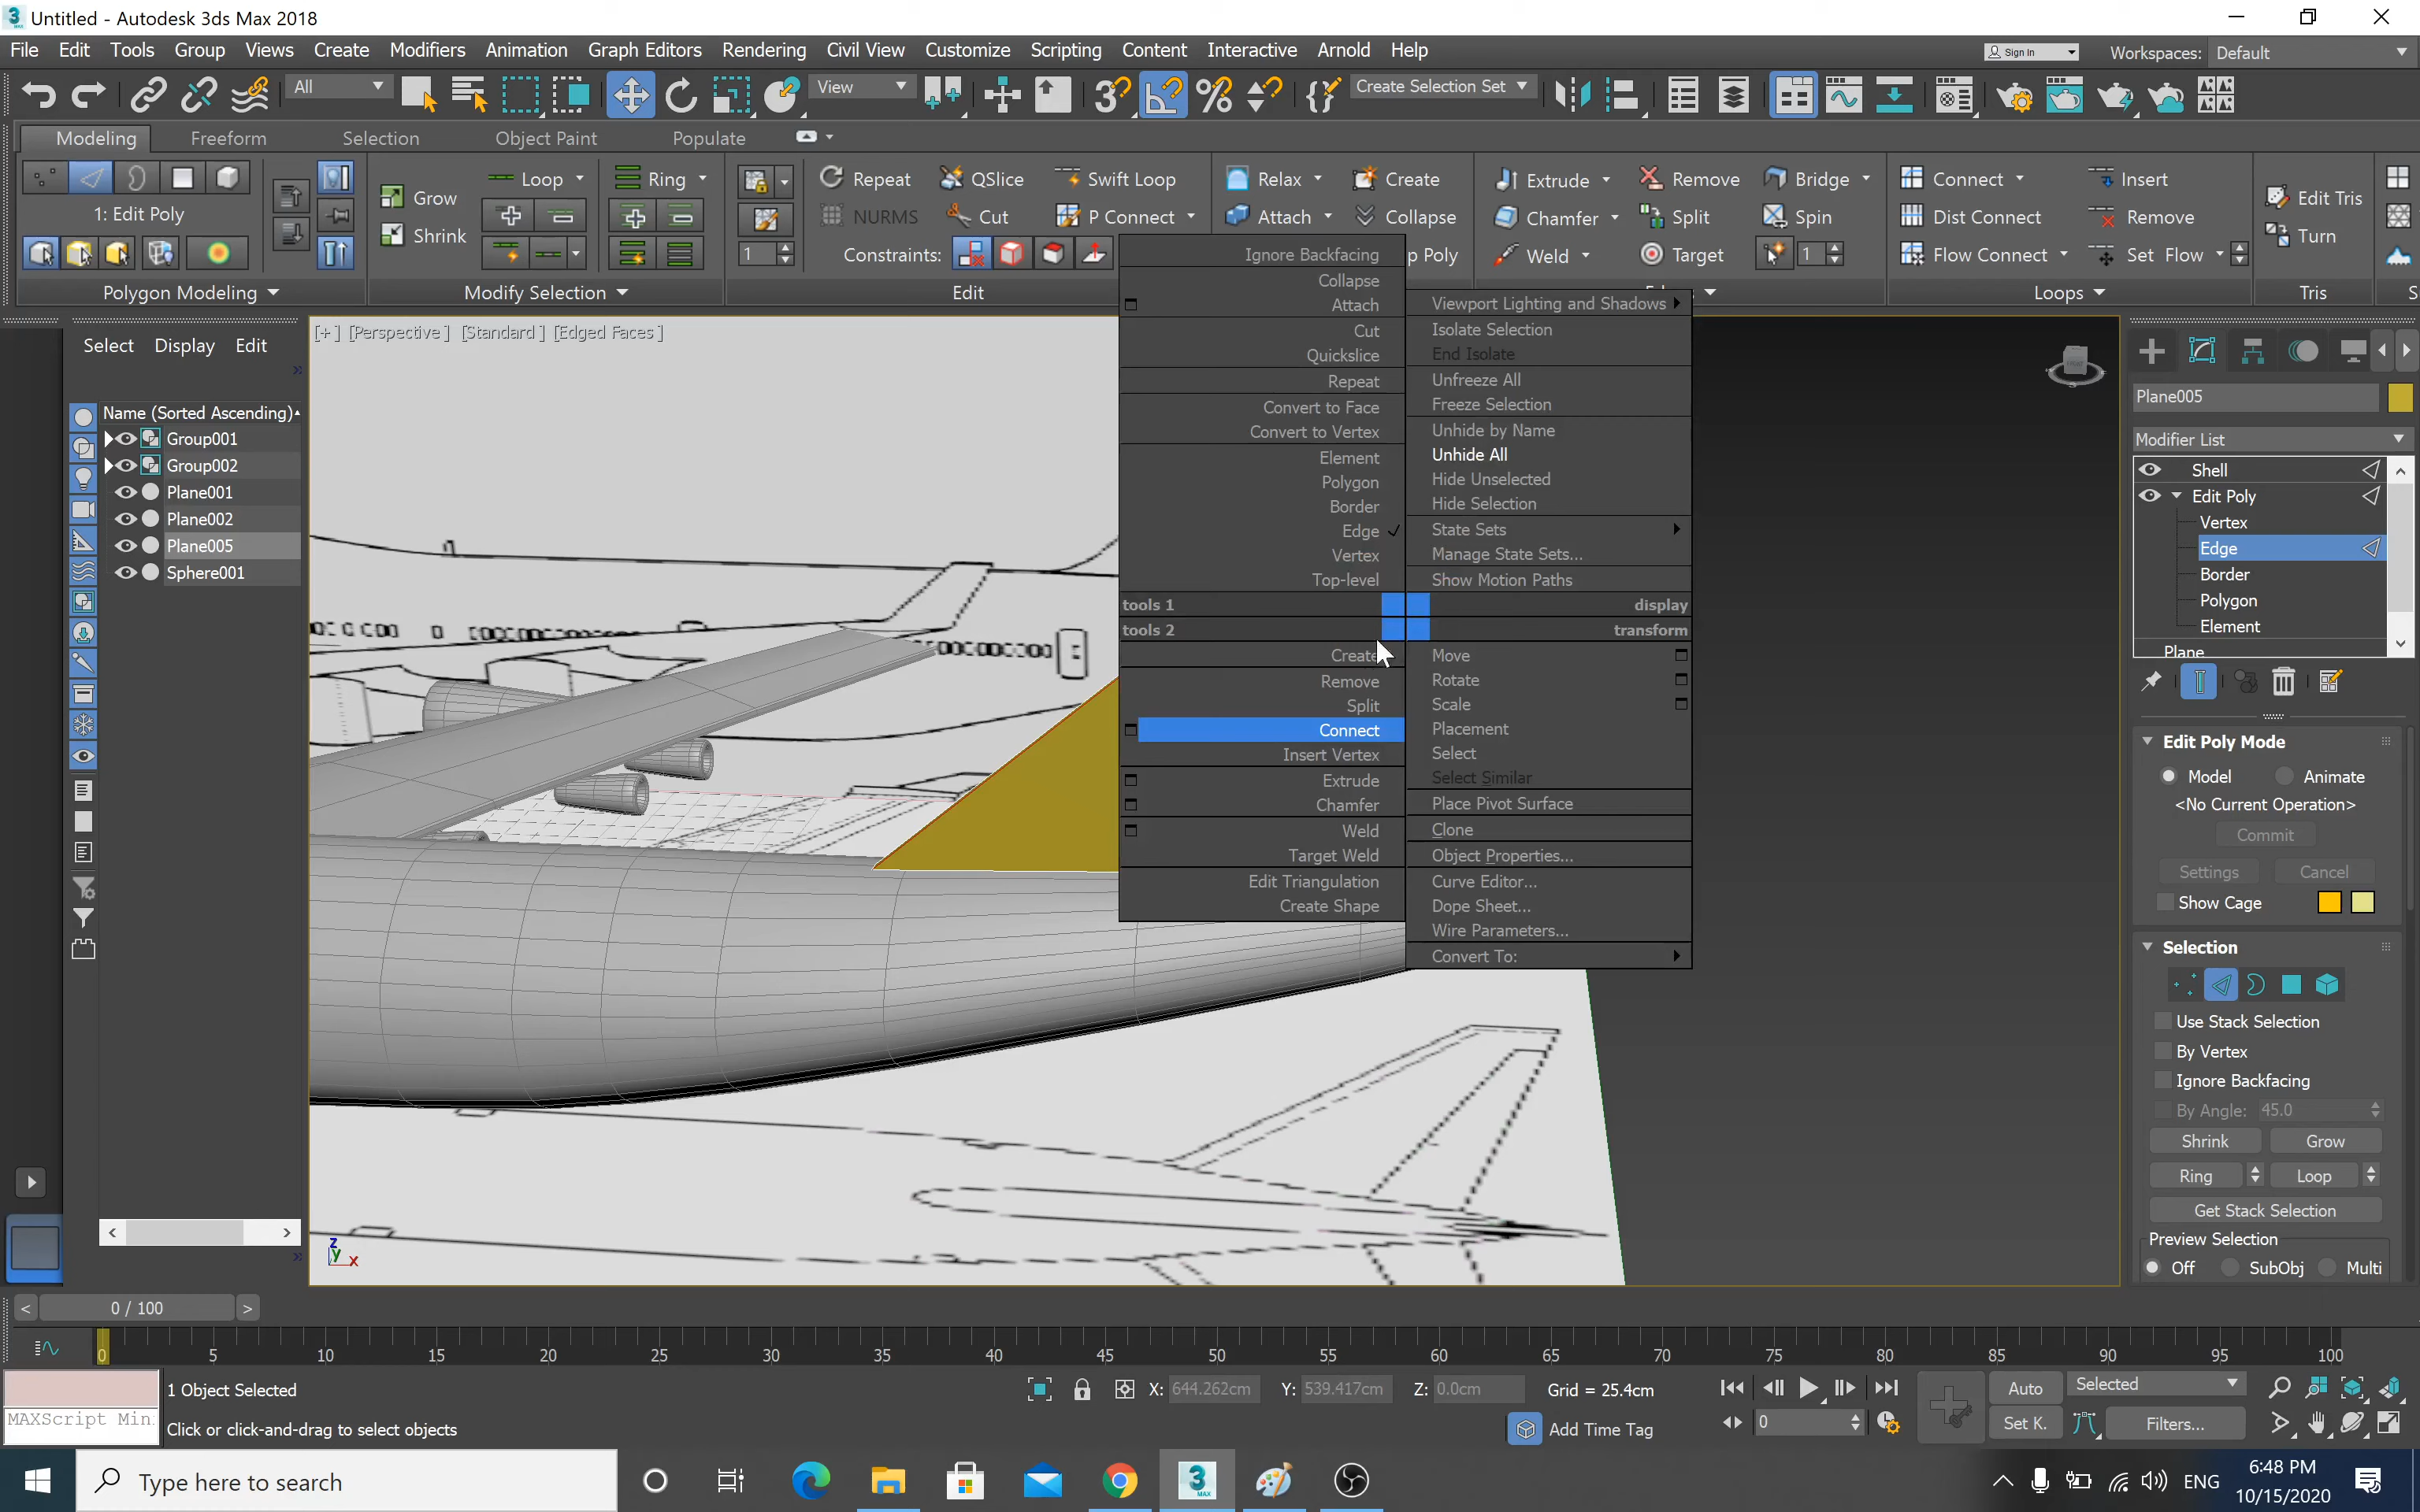 Untitled - Autodesk 3ds Max 2018
File Edit Tools Group Views Create Modifiers Animation Graph Editors Rendering Civil View Customize Scripting Content Interactive Arnold Help
Sign In
Workspaces: Default
All
View
Create Selection Set
Modeling Freeform Selection Object Paint Populate
1: Edit Poly
Polygon Modeling
Grow
Shrink
Loop
Ring
Modify Selection
1
Repeat QSlice Swift Loop
NURMS Cut P Connect
Constraints:
Edit
Relax Create
Attach Collapse
p Poly
Extrude Remove Bridge
Chamfer Split Spin
Weld Target 1
Connect Insert
Dist Connect Remove
Flow Connect Set Flow
Loops
Edit Tris
Turn
Tris
S
Select Display Edit
Name (Sorted Ascending)
Group001
Group002
Plane001
Plane002
Plane005
Sphere001
[+] [Perspective] [Standard] [Edged Faces]
Ignore Backfacing
Collapse
Attach
Cut
Quickslice
Repeat
Convert to Face
Convert to Vertex
Element
Polygon
Border
Edge
Vertex
Top-level
tools 1
tools 2
Create
Remove
Split
Connect
Insert Vertex
Extrude
Chamfer
Weld
Target Weld
Edit Triangulation
Create Shape
Viewport Lighting and Shadows
Isolate Selection
End Isolate
Unfreeze All
Freeze Selection
Unhide by Name
Unhide All
Hide Unselected
Hide Selection
State Sets
Manage State Sets...
Show Motion Paths
display
transform
Move
Rotate
Scale
Placement
Select
Select Similar
Place Pivot Surface
Clone
Object Properties...
Curve Editor...
Dope Sheet...
Wire Parameters...
Convert To:
z
y
x
Plane005
Modifier List
Shell
Edit Poly
Vertex
Edge
Border
Polygon
Element
Plane
Edit Poly Mode
Model Animate
<No Current Operation>
Commit
Settings Cancel
Show Cage
Selection
Use Stack Selection
By Vertex
Ignore Backfacing
By Angle: 45.0
Shrink Grow
Ring Loop
Get Stack Selection
Preview Selection
Off SubObj Multi
< 0 / 100 >
0 5 10 15 20 25 30 35 40 45 50 55 60 65 70 75 80 85 90 95 100
MAXScript Min
1 Object Selected
Click or click-and-drag to select objects
X: 644.262cm Y: 539.417cm Z: 0.0cm Grid = 25.4cm
Add Time Tag
0
Auto Selected
Set K. Filters...
Type here to search
ENG
6:48 PM
10/15/2020